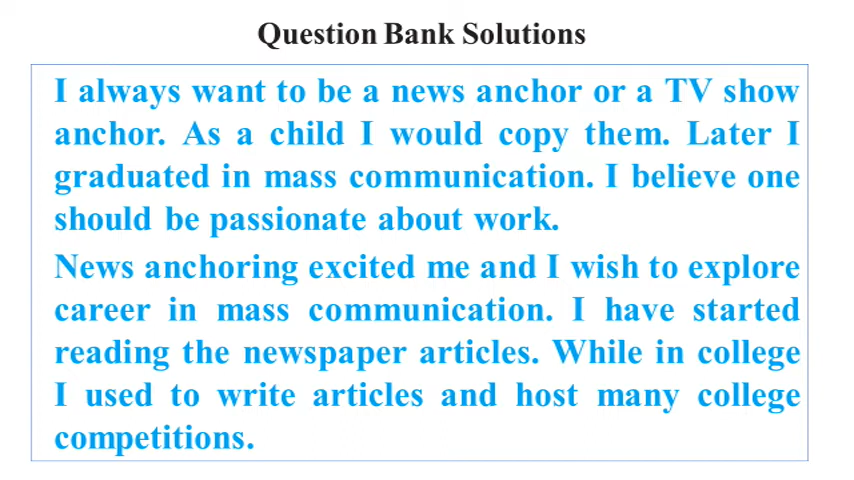 Question Bank Solutions
I always want to be a news anchor or a TV show
anchor. As a child I would copy them. Later I
graduated in mass communication. I believe one
should be passionate about work.
News anchoring excited me and I wish to explore
career in mass communication. I have started
reading the newspaper articles. While in college
I used to write articles and host many college
competitions.